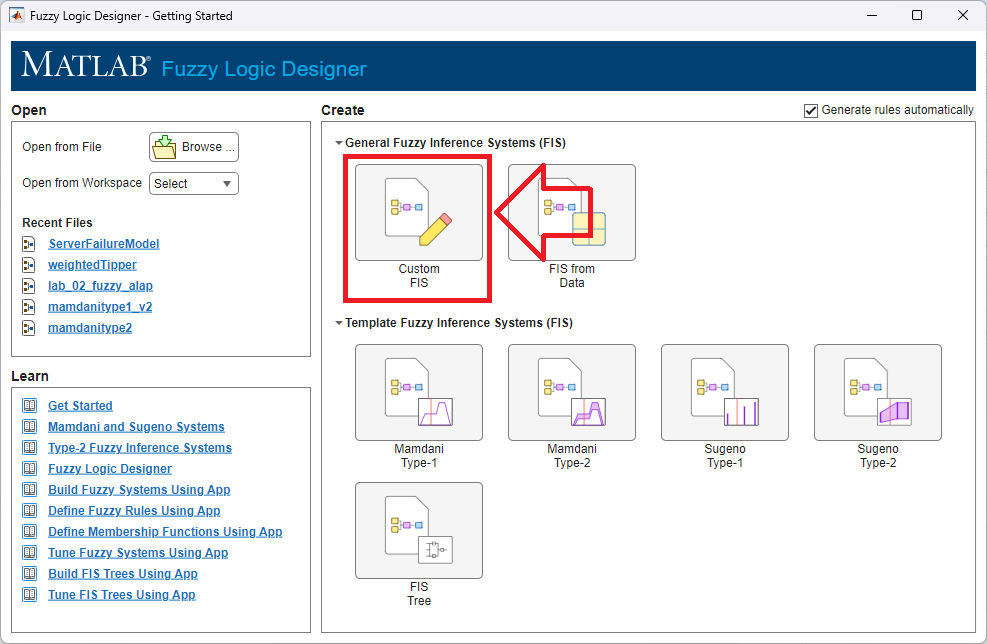 Fuzzy Logic Designer - Getting Started
MATLAB® Fuzzy Logic Designer
Open
Open from File
Browse ...
Open from Workspace
Select
Recent Files
ServerFailureModel
weightedTipper
lab_02_fuzzy_alap
mamdanitype1_v2
mamdanitype2
Learn
Get Started
Mamdani and Sugeno Systems
Type-2 Fuzzy Inference Systems
Fuzzy Logic Designer
Build Fuzzy Systems Using App
Define Fuzzy Rules Using App
Define Membership Functions Using App
Tune Fuzzy Systems Using App
Build FIS Trees Using App
Tune FIS Trees Using App
Create
Generate rules automatically
General Fuzzy Inference Systems (FIS)
Custom
FIS
FIS from
Data
Template Fuzzy Inference Systems (FIS)
Mamdani
Type-1
Mamdani
Type-2
Sugeno
Type-1
Sugeno
Type-2
FIS
Tree